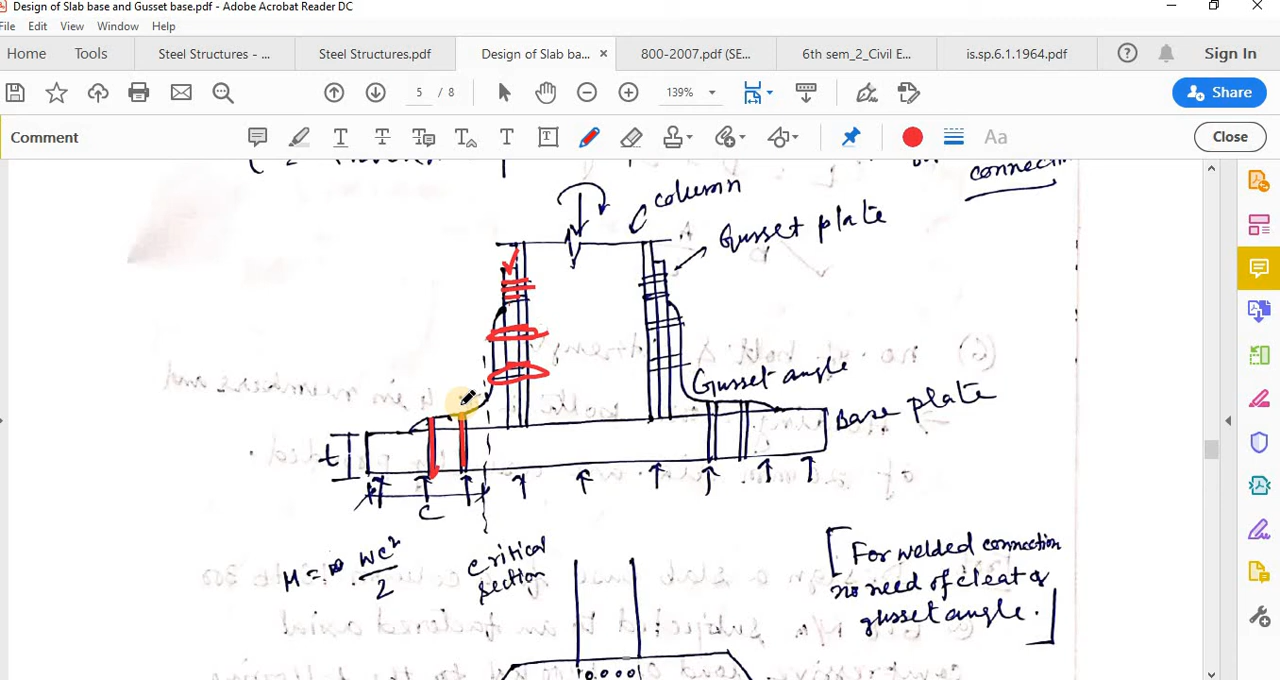 Design of Slab base and Gusset base.pdf - Adobe Acrobat Reader DC
File Edit View Window Help
Home Tools Steel Structures - ... Steel Structures.pdf Design of Slab ba... × 800-2007.pdf (SE... 6th sem_2_Civil E... is.sp.6.1.1964.pdf Sign In
5 / 8 139% Share
Comment Aa Close
connection
column
Gusset plate
Gusset angle
Base plate
t
C
M = WC²/2
critical
section
[For welded connection
no need of cleat or
gusset angle.]